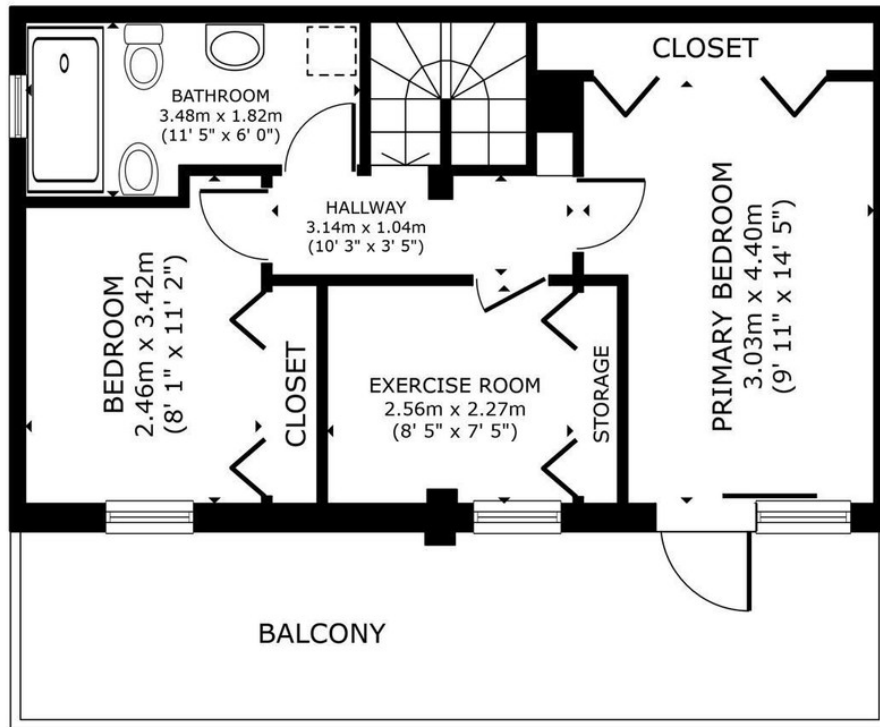 BATHROOM
3.48m x 1.82m
(11' 5" x 6' 0")
CLOSET
HALLWAY
3.14m x 1.04m
(10' 3" x 3' 5")
PRIMARY BEDROOM
3.03m x 4.40m
(9' 11" x 14' 5")
BEDROOM
2.46m x 3.42m
(8' 1" x 11' 2")
CLOSET
EXERCISE ROOM
2.56m x 2.27m
(8' 5" x 7' 5")
STORAGE
BALCONY